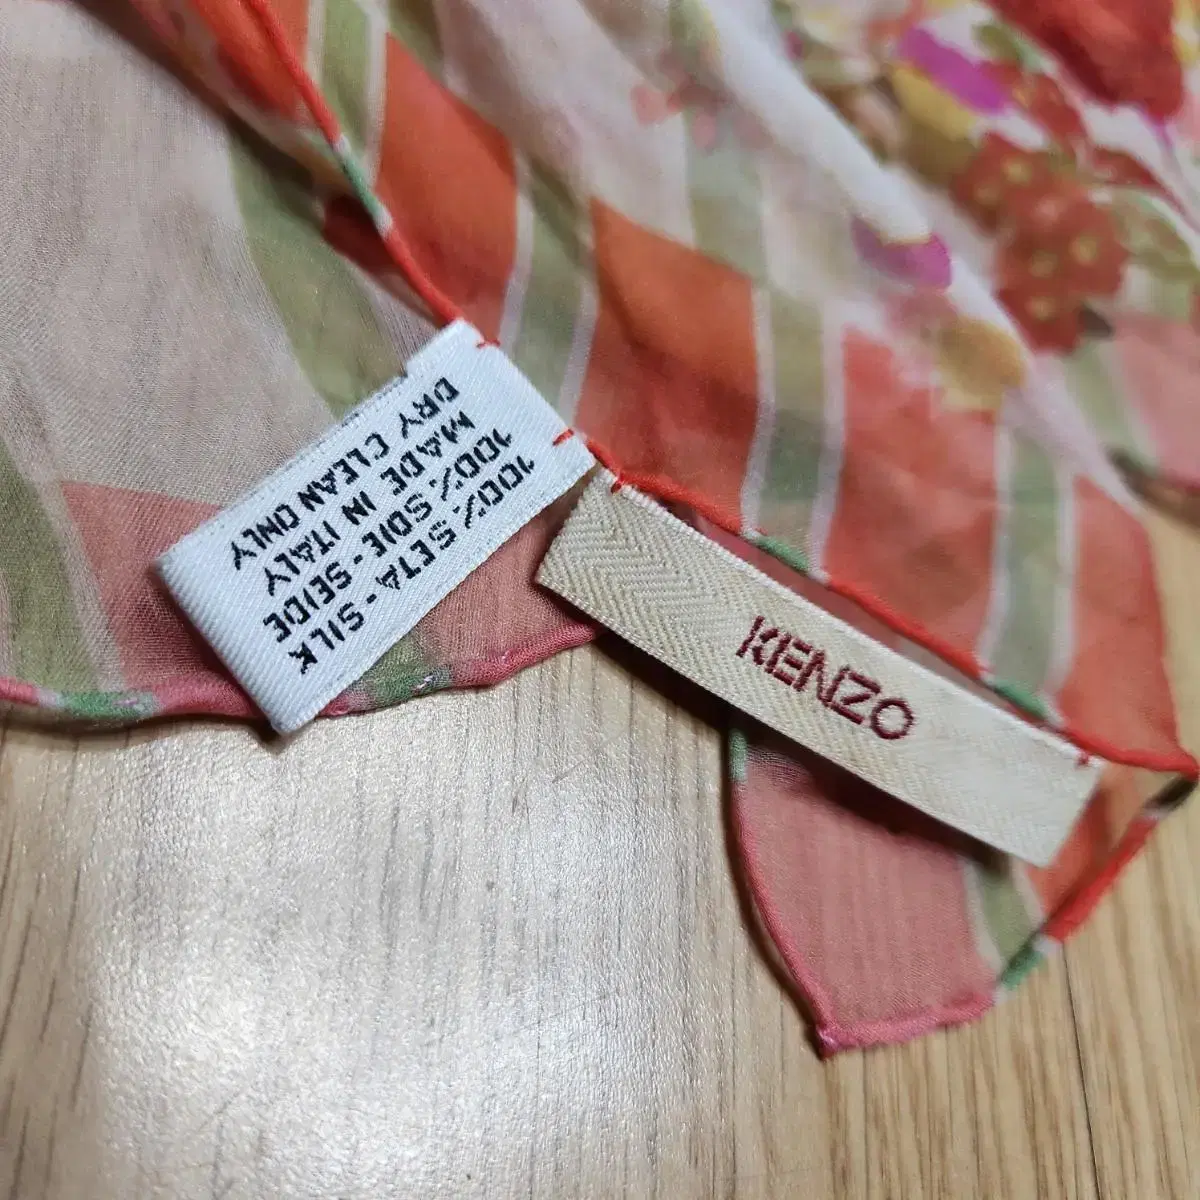 100% SETA - SILK
100% SOIE - SEIDE
MADE IN ITALY
DRY CLEAN ONLY
KENZO